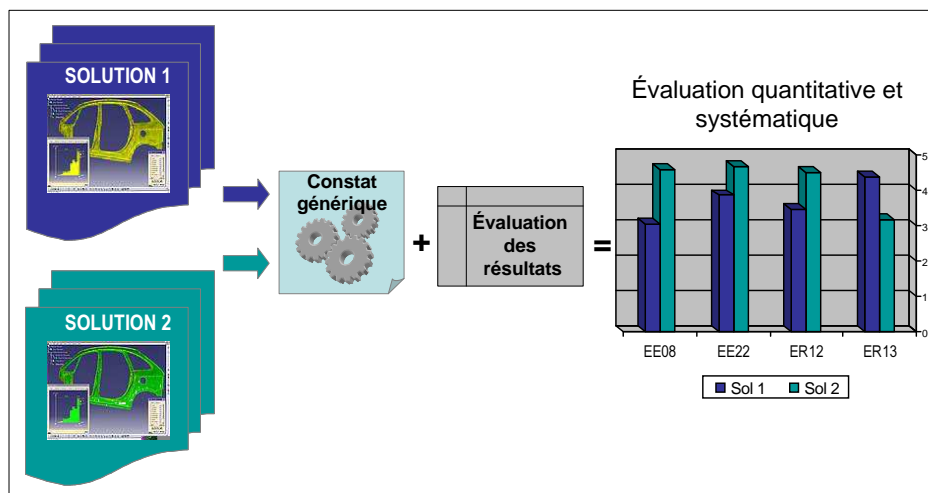 SOLUTION 1
SOLUTION 2
Constat
générique
+
Évaluation
des
résultats
=
Évaluation quantitative et
systématique
5
4
3
2
1
0
EE08 EE22 ER12 ER13
Sol 1 Sol 2